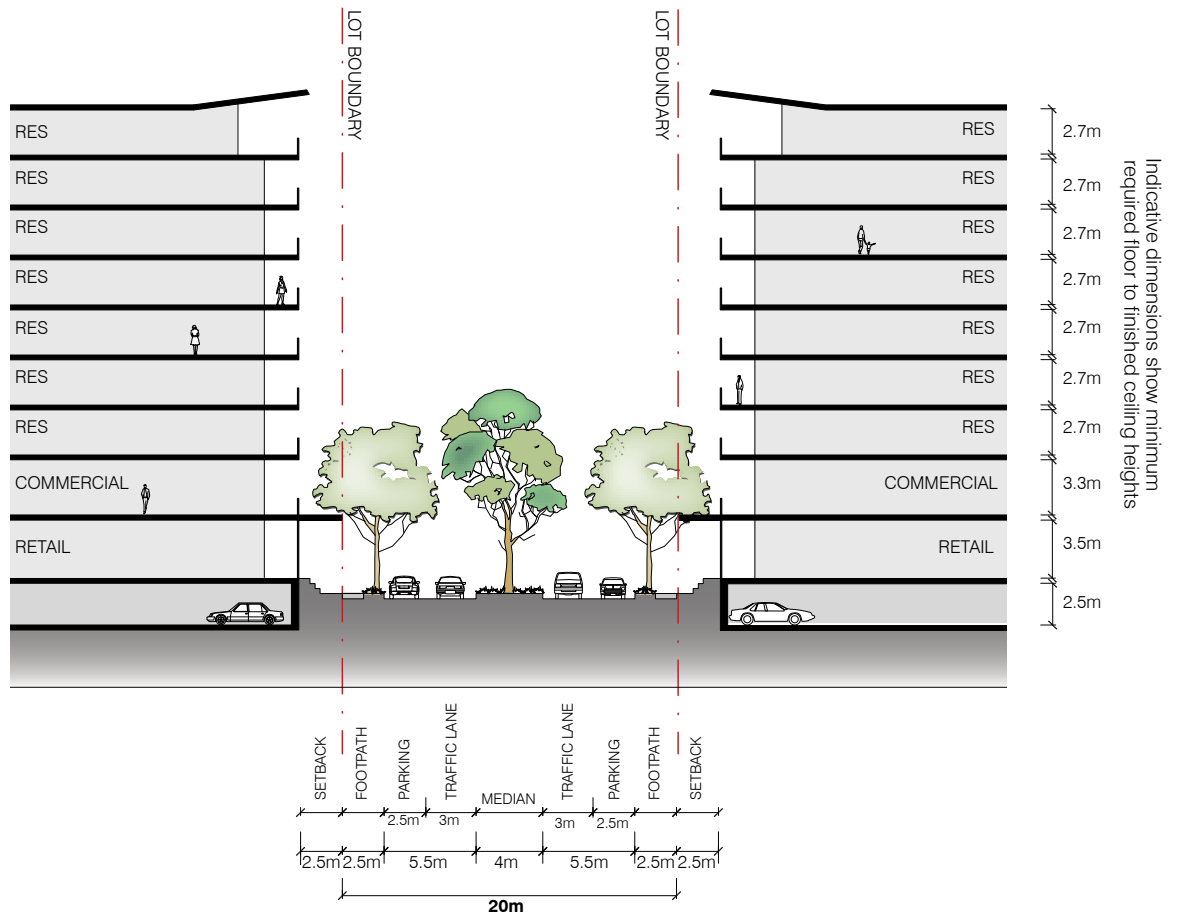 LOT BOUNDARY
LOT BOUNDARY
RES
RES
2.7m
RES
RES
2.7m
RES
RES
2.7m
RES
RES
2.7m
RES
RES
2.7m
RES
RES
2.7m
RES
RES
2.7m
COMMERCIAL
COMMERCIAL
3.3m
RETAIL
RETAIL
3.5m
2.5m
Indicative dimensions show minimum
required floor to finished ceiling heights
SETBACK
FOOTPATH
PARKING
TRAFFIC LANE
MEDIAN
TRAFFIC LANE
PARKING
FOOTPATH
SETBACK
2.5m
3m
3m
2.5m
2.5m
2.5m
5.5m
4m
5.5m
2.5m
2.5m
20m